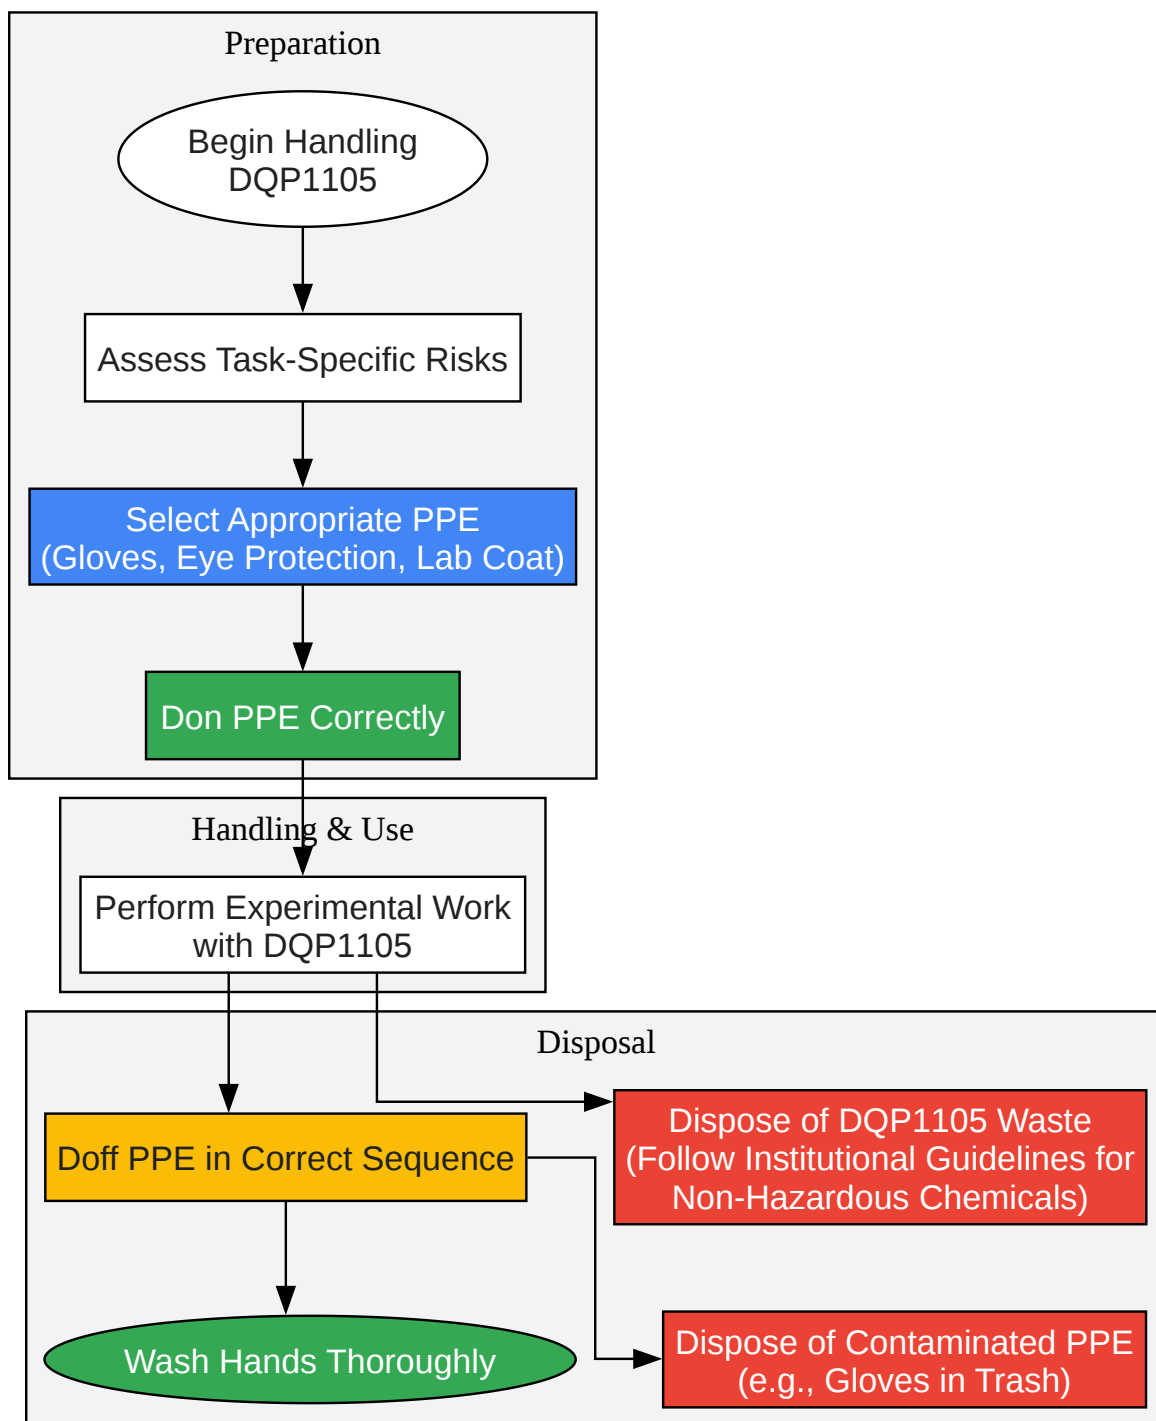 Preparation
Begin Handling
DQP1105
Assess Task-Specific Risks
Select Appropriate PPE
(Gloves, Eye Protection, Lab Coat)
Don PPE Correctly
Handling & Use
Perform Experimental Work
with DQP1105
Disposal
Dispose of DQP1105 Waste
(Follow Institutional Guidelines for
Non-Hazardous Chemicals)
Doff PPE in Correct Sequence
Wash Hands Thoroughly
Dispose of Contaminated PPE
(e.g., Gloves in Trash)